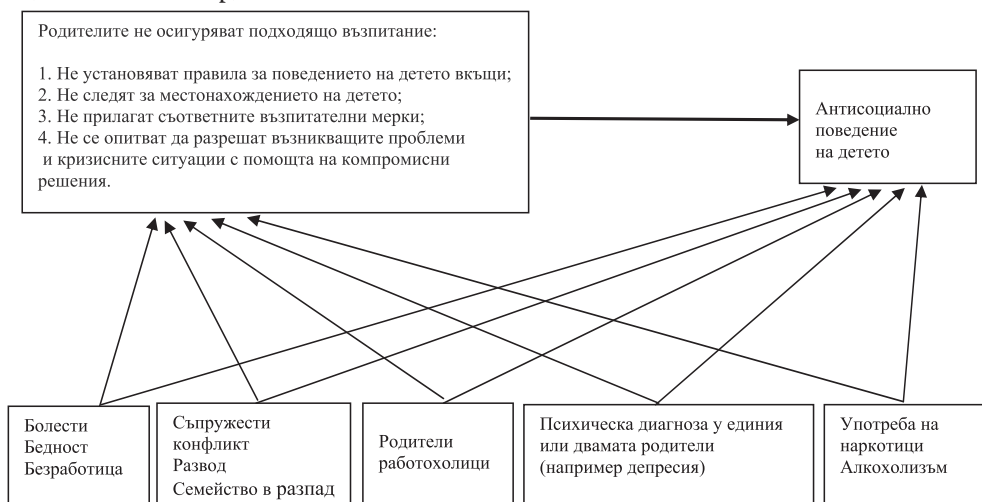 Родителите не осигуряват подходящо възпитание:
1. Не установяват правила за поведението на детето вкъщи;
2. Не следят за местонахождението на детето;
3. Не прилагат съответните възпитателни мерки;
4. Не се опитват да разрешат възникващите проблеми
и кризисните ситуации с помощта на компромисни
решения.
Антисоциално
поведение
на детето
Болести
Бедност
Безработица
Съпружести
конфликт
Развод
Семейство в разпад
Родители
работохолици
Психическа диагноза у единия
или двамата родители
(например депресия)
Употреба на
наркотици
Алкохолизъм